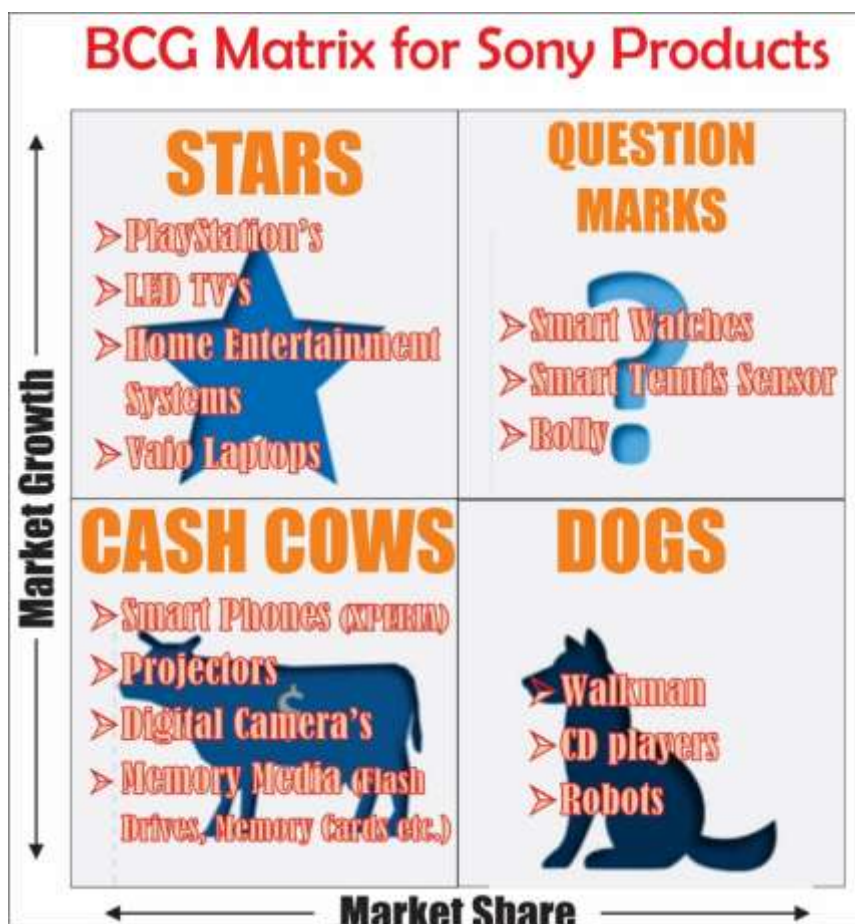 BCG Matrix for Sony Products
STARS
➢PlayStation's
➢LED TV's
➢Home Entertainment
Systems
➢Vaio Laptops
QUESTION
MARKS
➢Smart Watches
➢Smart Tennis Sensor
➢Rolly
CASH COWS
➢Smart Phones (XPERIA)
➢Projectors
➢Digital Camera's
➢Memory Media (Flash
Drives, Memory Cards etc.)
DOGS
➢Walkman
➢CD players
➢Robots
Market Growth
Market Share